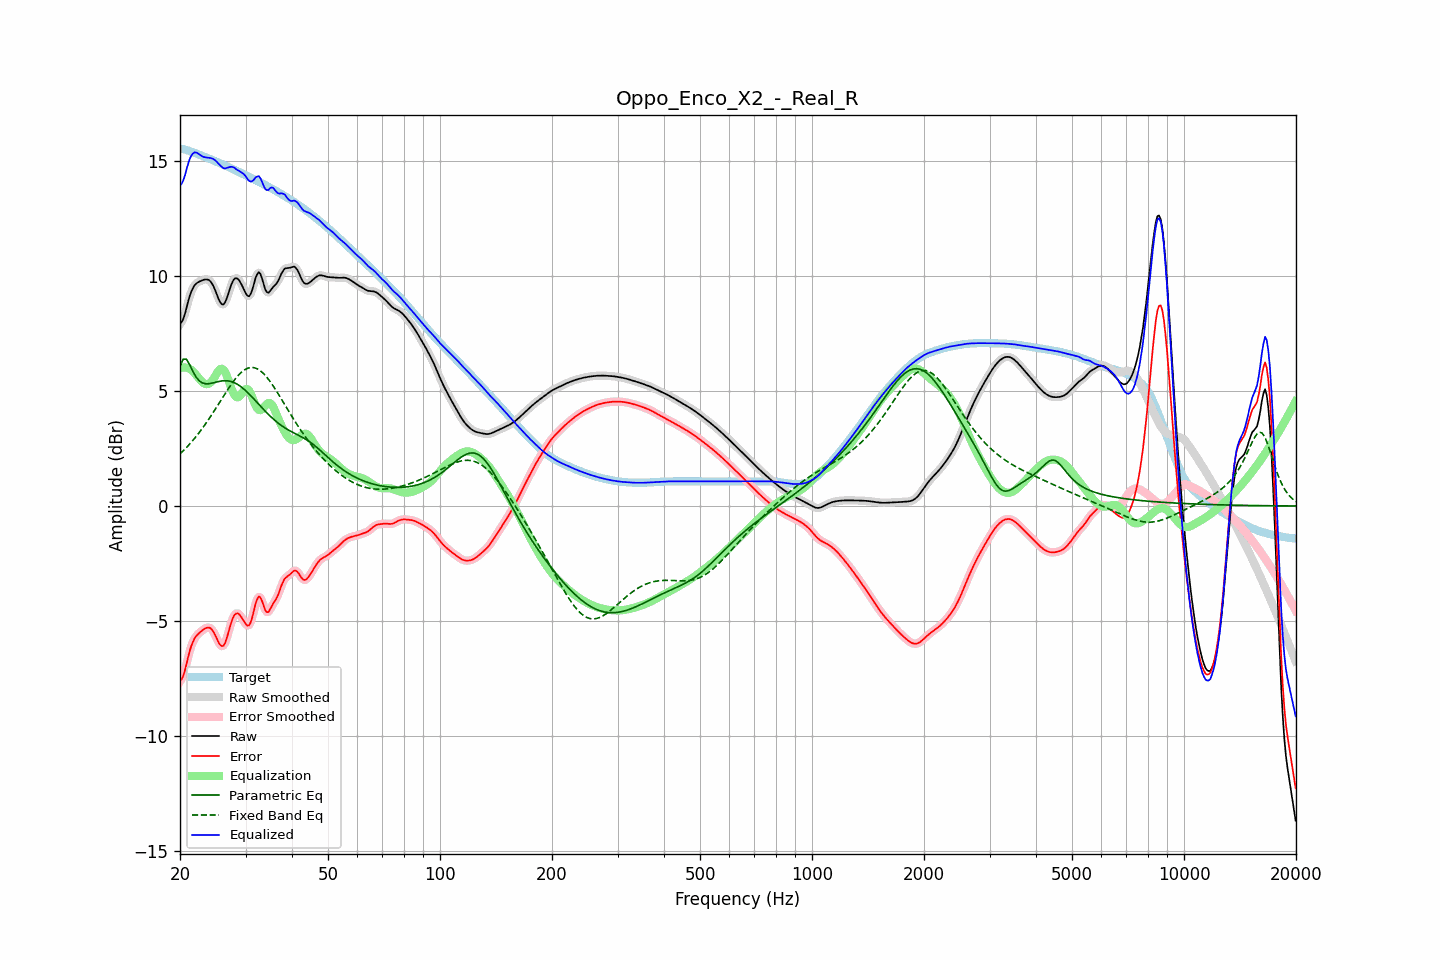 Oppo_Enco_X2_-_Real_R
Amplitude (dBr)
15
10
5
0
−5
−10
−15
Target
Raw Smoothed
Error Smoothed
Raw
Error
Equalization
Parametric Eq
Fixed Band Eq
Equalized
20 50 100 200 500 1000 2000 5000 10000 20000
Frequency (Hz)